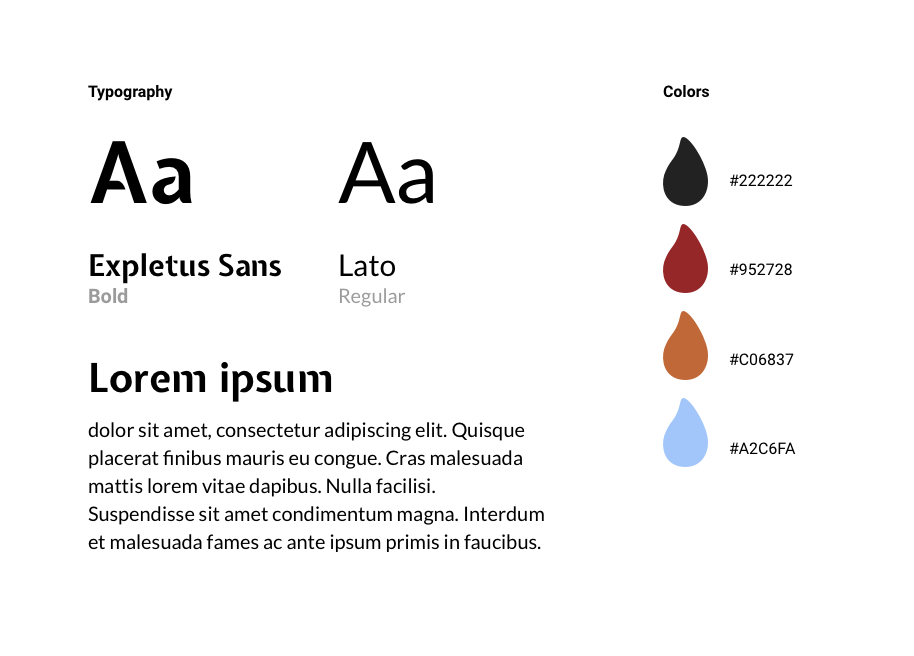 Typography
Aa
Aa
Expletus Sans
Bold
Lato
Regular
Lorem ipsum
dolor sit amet, consectetur adipiscing elit. Quisque
placerat finibus mauris eu congue. Cras malesuada
mattis lorem vitae dapibus. Nulla facilisi.
Suspendisse sit amet condimentum magna. Interdum
et malesuada fames ac ante ipsum primis in faucibus.
Colors
#222222
#952728
#C06837
#A2C6FA